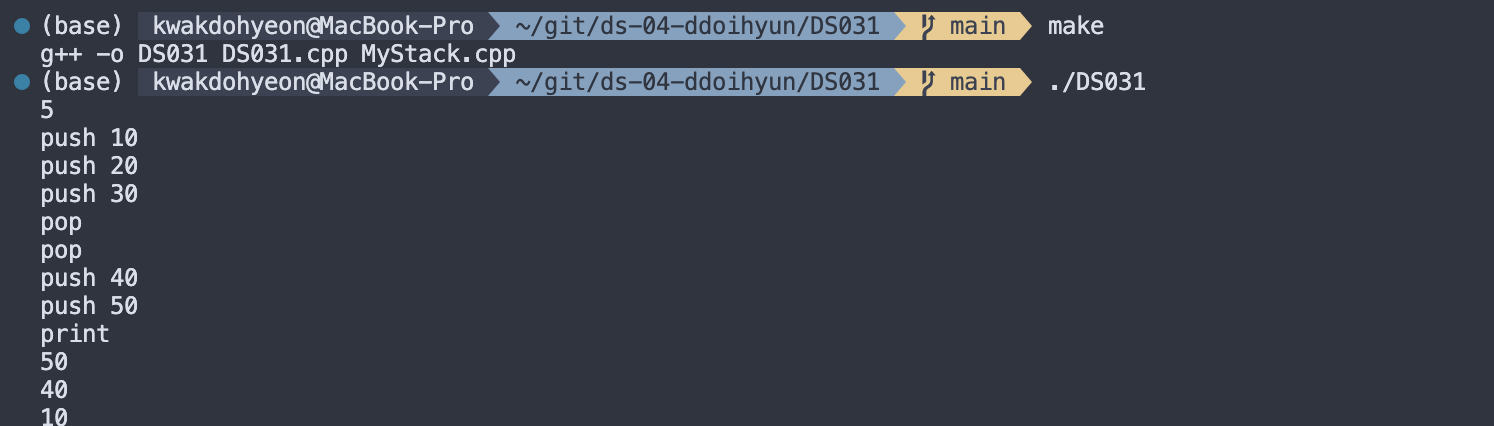 (base) kwakdohyeon@MacBook-Pro ~/git/ds-04-ddoihyun/DS031 main make
g++ -o DS031 DS031.cpp MyStack.cpp
(base) kwakdohyeon@MacBook-Pro ~/git/ds-04-ddoihyun/DS031 main ./DS031
5
push 10
push 20
push 30
pop
pop
push 40
push 50
print
50
40
10